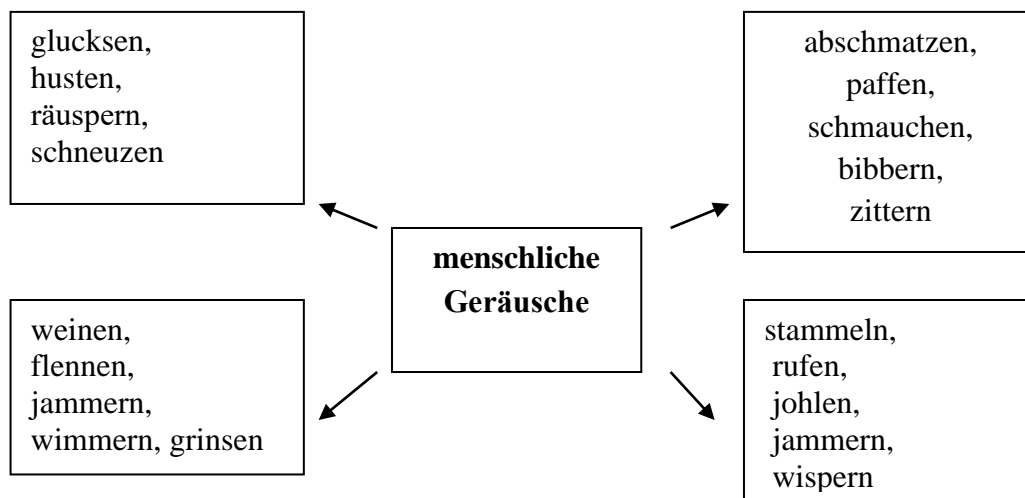 glucksen,
husten,
räuspern,
schneuzen
abschmatzen,
paffen,
schmauchen,
bibbern,
zittern
menschliche
Geräusche
weinen,
flennen,
jammern,
wimmern, grinsen
stammeln,
rufen,
johlen,
jammern,
wispern